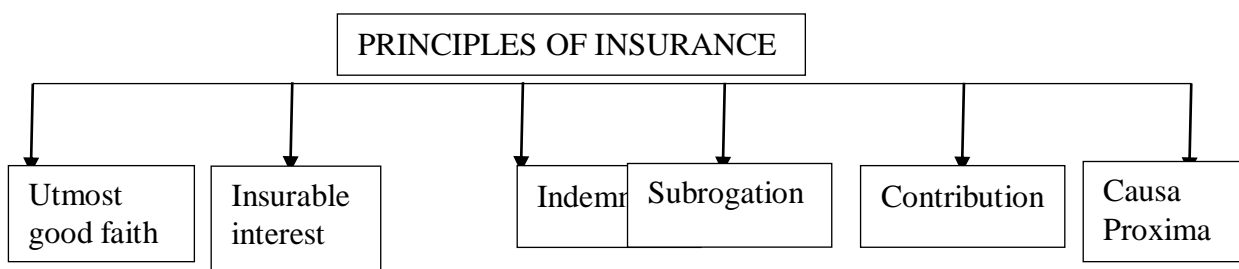 PRINCIPLES OF INSURANCE
Utmost
good faith
Insurable
interest
Subrogation
Contribution
Causa
Proxima